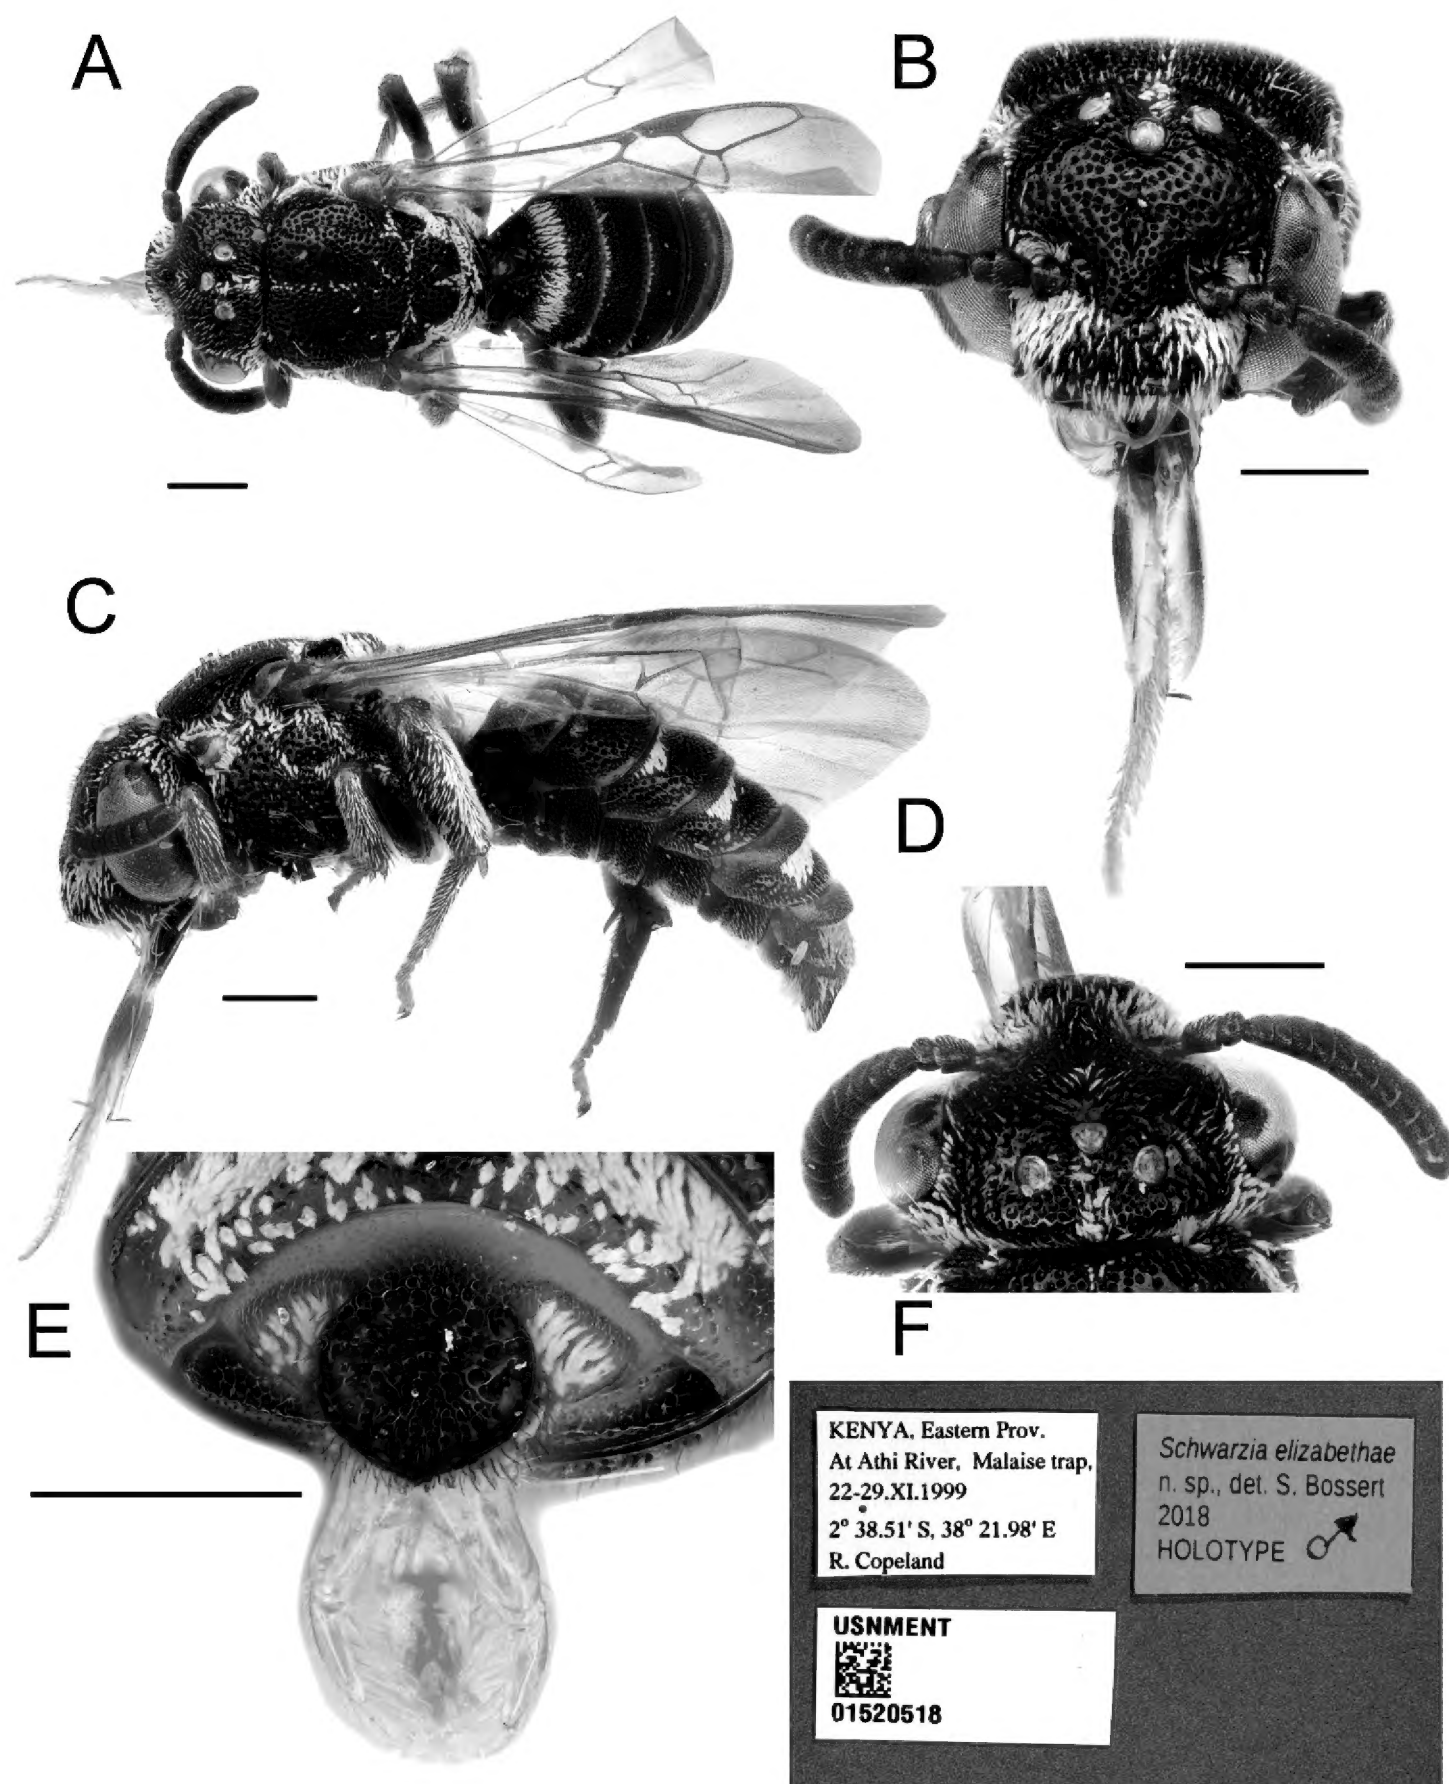 A
B
C
D
E
F
KENYA, Eastern Prov.
At Athi River, Malaise trap,
22-29.XI.1999
2° 38.51' S, 38° 21.98' E
R. Copeland
Schwarzia elizabethae
n. sp., det. S. Bossert
2018
HOLOTYPE ♂
USNMENT
01520518